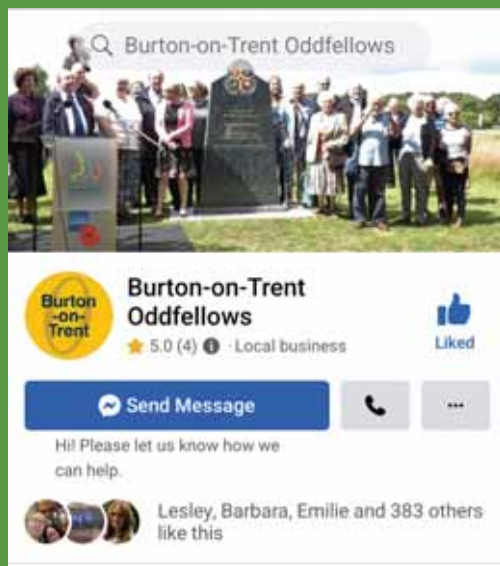 Burton-on-Trent Oddfellows
Burton
-on-
Trent
Burton-on-Trent
Oddfellows
5.0 (4) · Local business
Liked
Send Message
Hi! Please let us know how we
can help.
Lesley, Barbara, Emilie and 383 others
like this